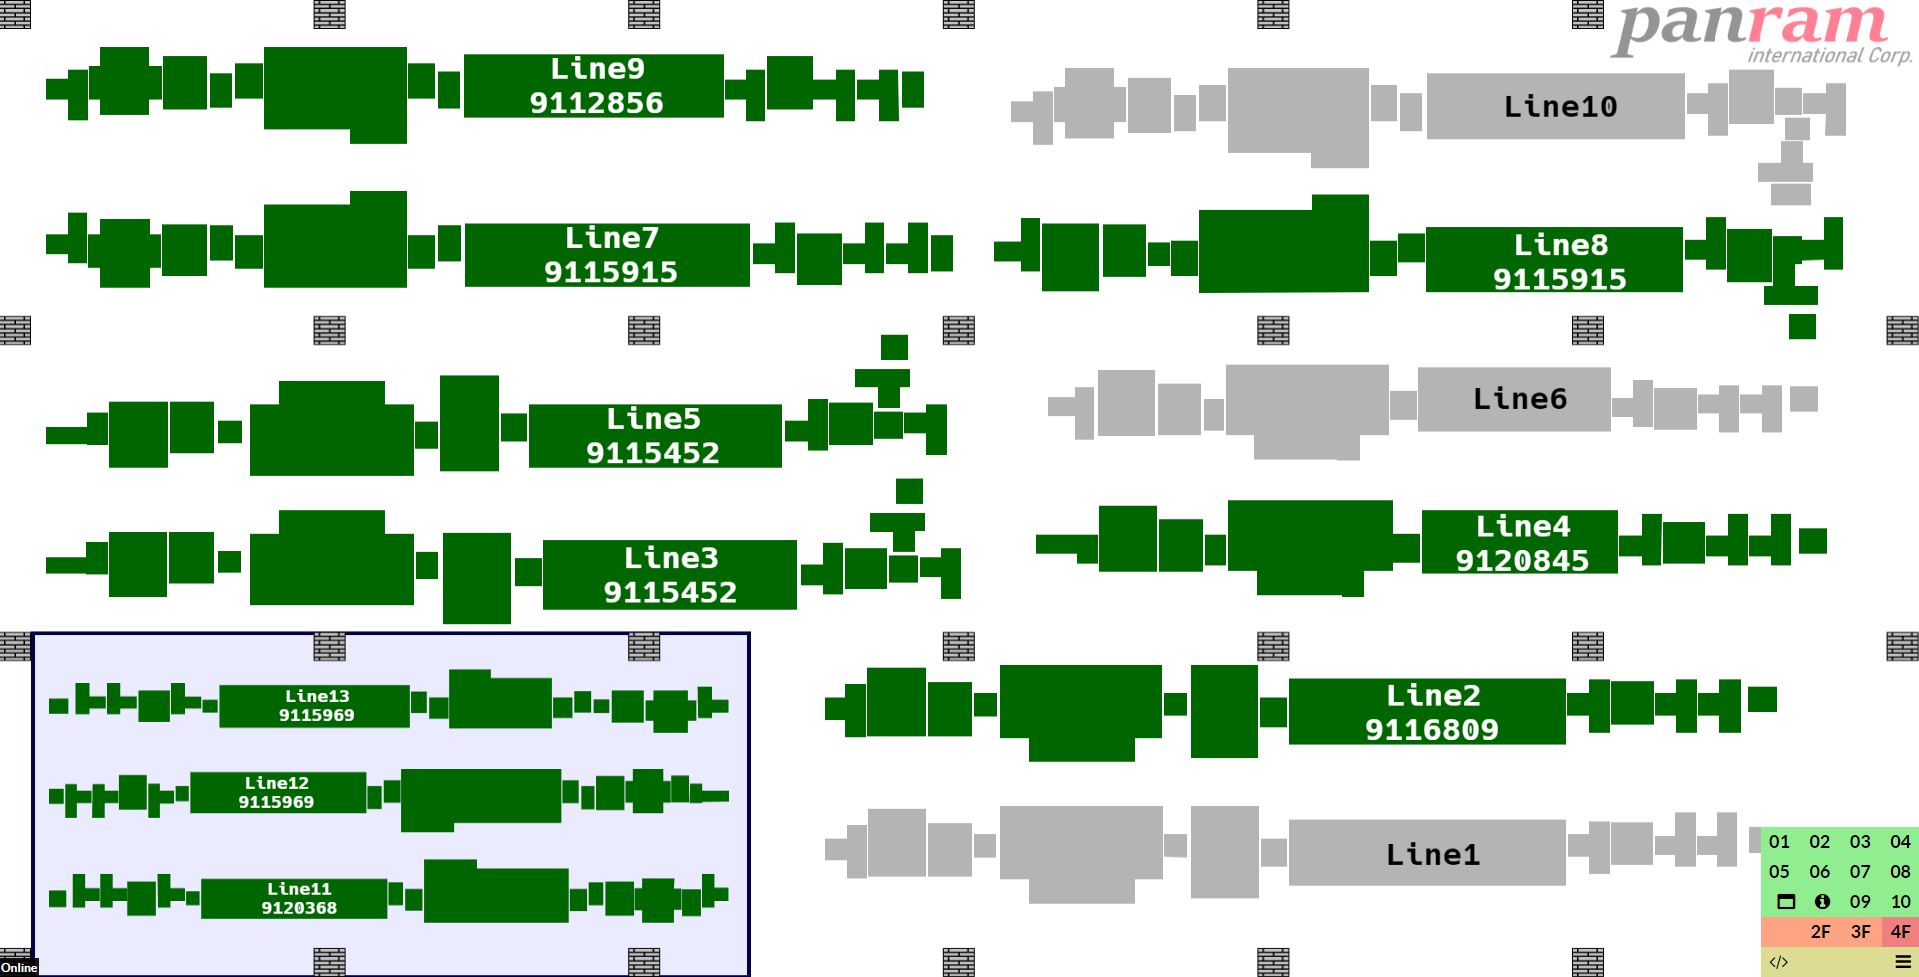 panram
international Corp.
Line9
9112856
Line10
Line7
9115915
Line8
9115915
Line5
9115452
Line6
Line3
9115452
Line4
9120845
Line13
9115969
Line12
9115969
Line11
9120368
Line2
9116809
Line1
01 02 03 04
05 06 07 08
09 10
2F 3F 4F
</>
Online